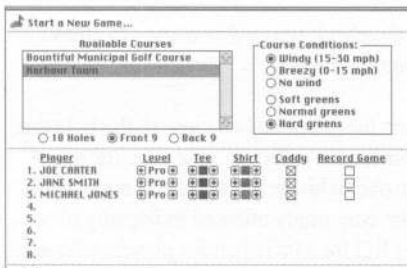 Start a New Game...
Available Courses
Bountiful Municipal Golf Course
Harbour Town
18 Holes Front 9 Back 9
Course Conditions:
Windy (15-30 mph)
Breezy (0-15 mph)
No wind
Soft greens
Normal greens
Hard greens
Player Level Tee Shirt Caddy Record Game
1. JOE CARTER Pro
2. JANE SMITH Pro
3. MICHAEL JONES Pro
4.
5.
6.
7.
8.